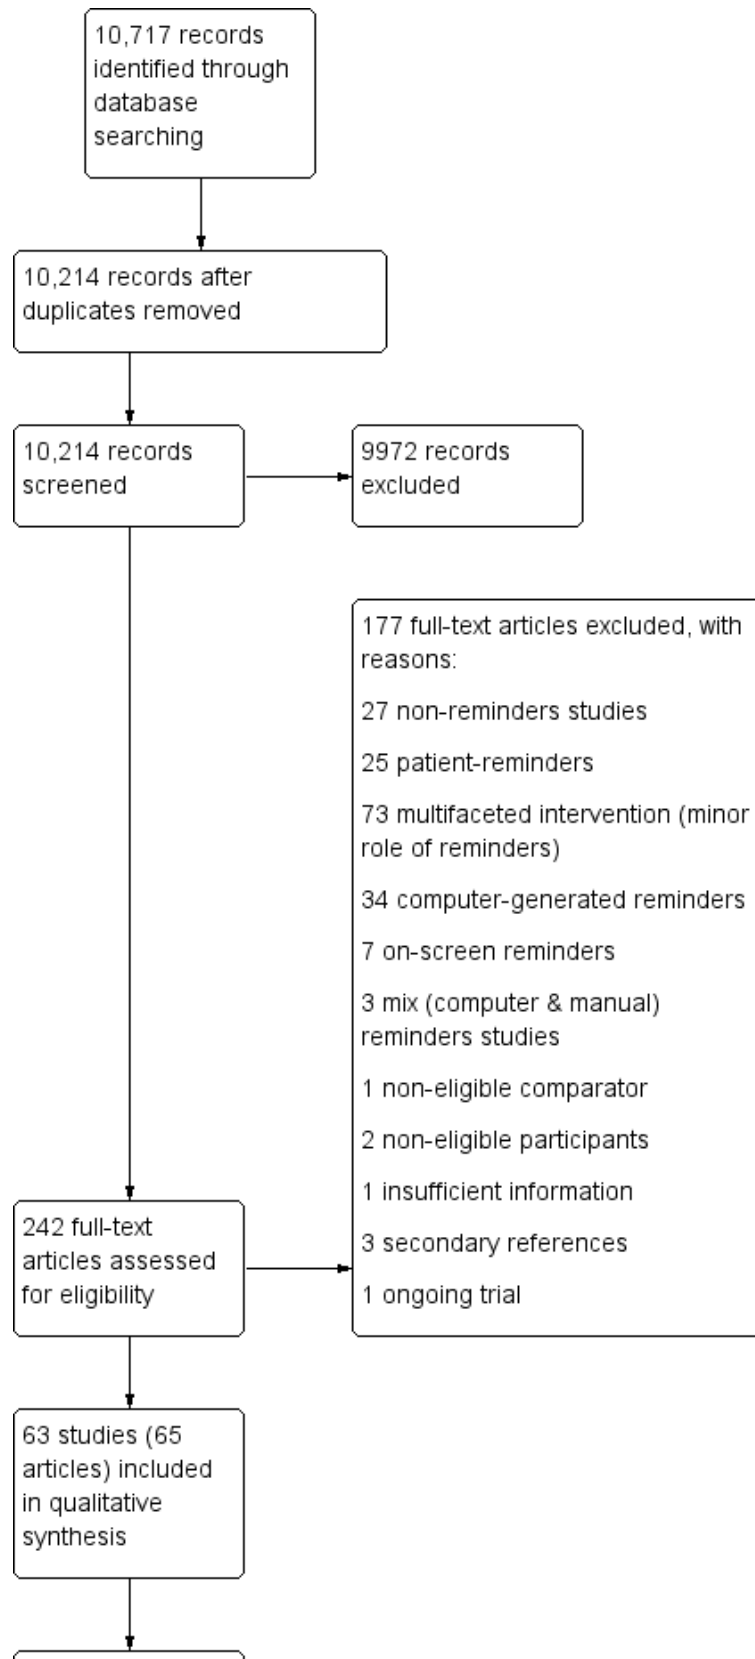 10,717 records
identified through
database
searching
10,214 records after
duplicates removed
10,214 records
screened
9972 records
excluded
177 full-text articles excluded, with
reasons:
27 non-reminders studies
25 patient-reminders
73 multifaceted intervention (minor
role of reminders)
34 computer-generated reminders
7 on-screen reminders
3 mix (computer & manual)
reminders studies
1 non-eligible comparator
2 non-eligible participants
1 insufficient information
3 secondary references
1 ongoing trial
242 full-text
articles assessed
for eligibility
63 studies (65
articles) included
in qualitative
synthesis